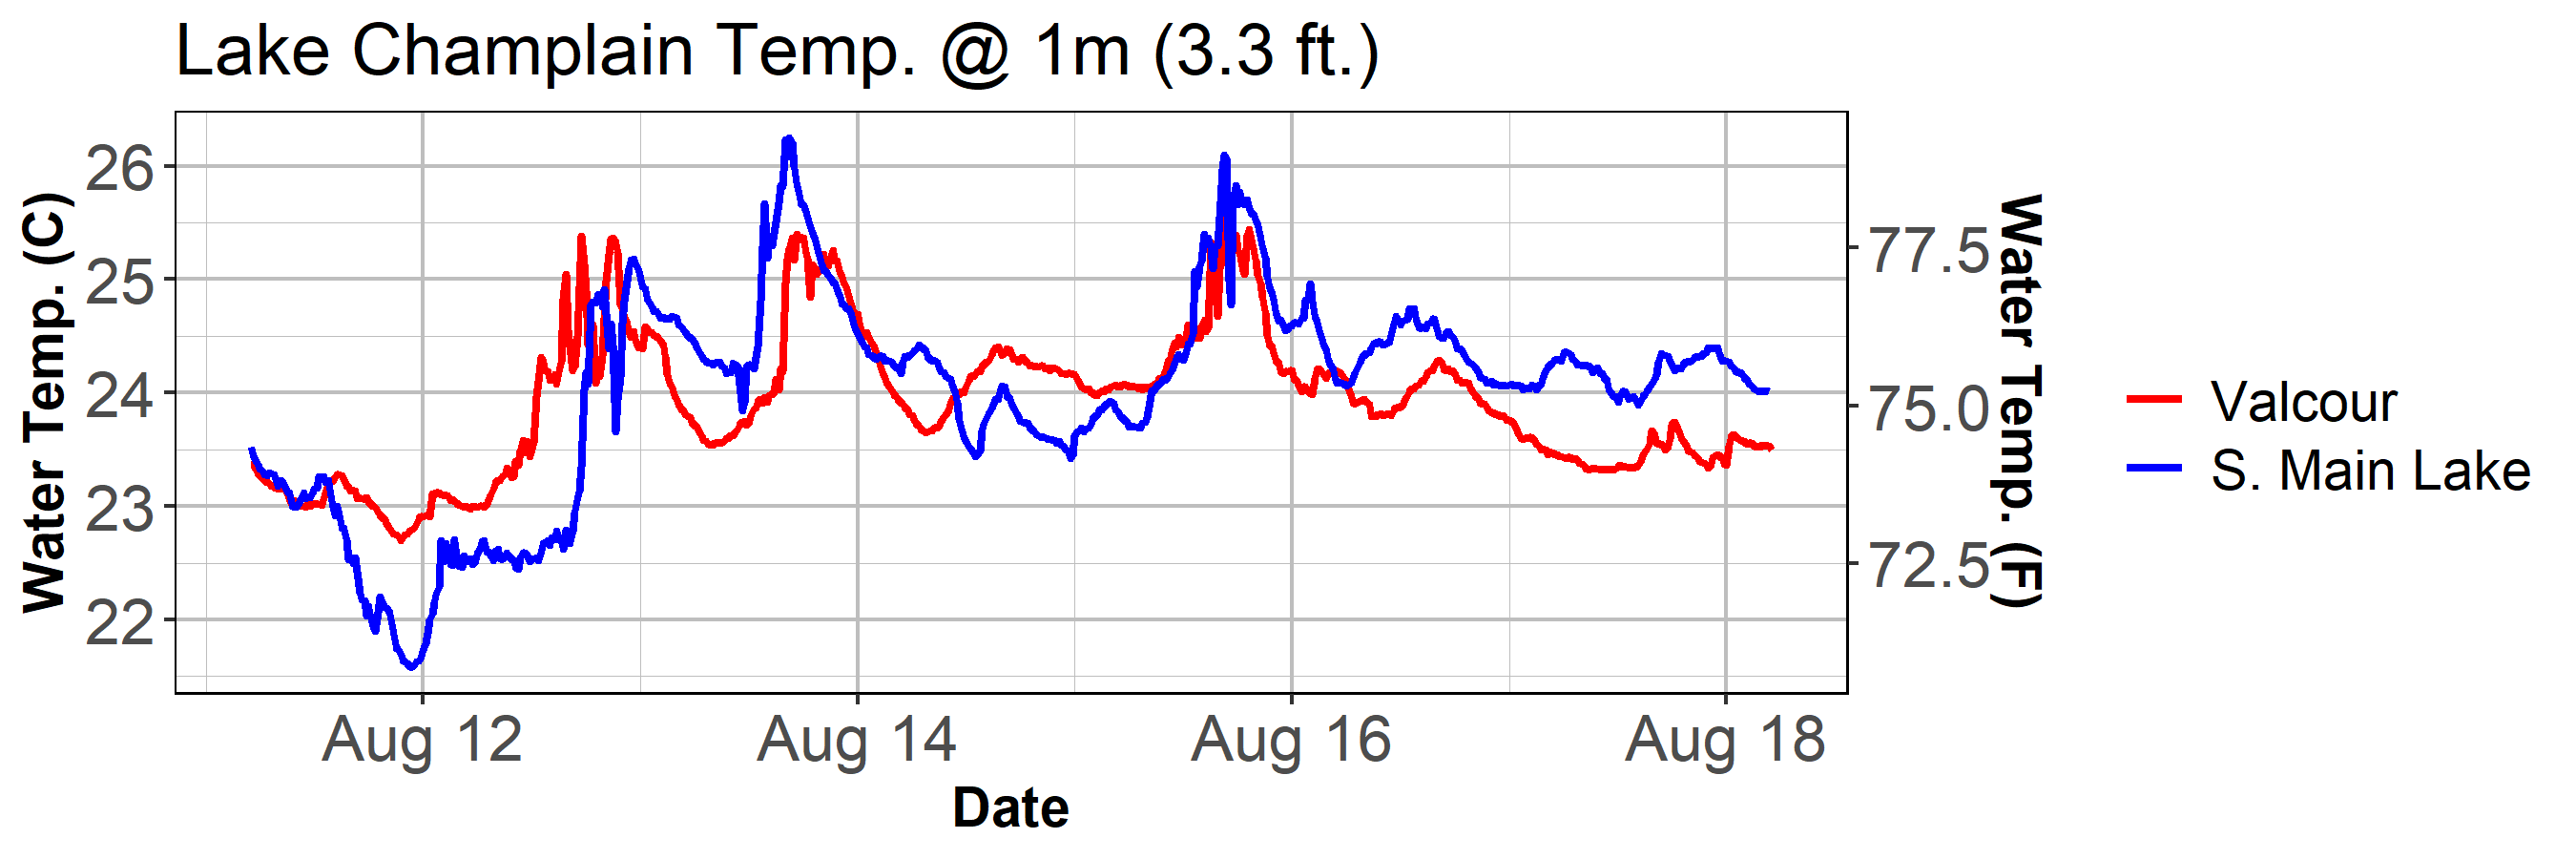 Lake Champlain Temp. @ 1m (3.3 ft.)
Water Temp. (C)
26
25
24
23
22
77.5
75.0
72.5
Water Temp. (F)
Aug 12
Aug 14
Aug 16
Aug 18
Date
Valcour
S. Main Lake